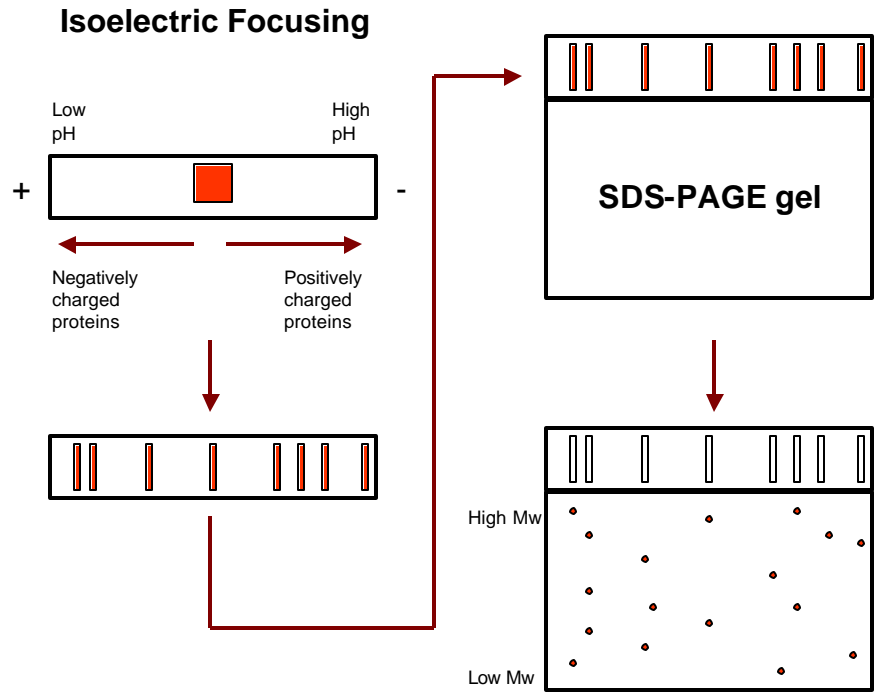 Isoelectric Focusing
Low
pH
High
pH
+
-
Negatively
charged
proteins
Positively
charged
proteins
SDS-PAGE gel
High Mw
Low Mw